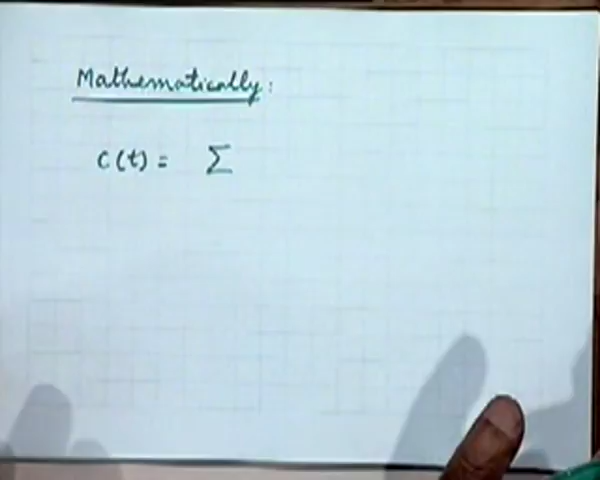 Mathematically:
c(t) = Σ